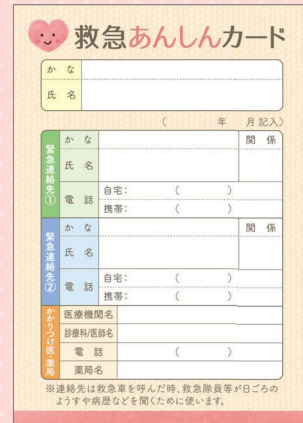 救急あんしんカード
かな
氏名
（　年　月記入）
緊急連絡先①
かな
関係
氏名
電話
自宅：（　）
携帯：（　）
緊急連絡先②
かな
関係
氏名
電話
自宅：（　）
携帯：（　）
かかりつけ医・薬局
医療機関名
診療科/医師名
電話（　）
薬局名
※連絡先は救急車を呼んだ時、救急隊員等が日ごろの
ようすや病歴などを聞くために使います。